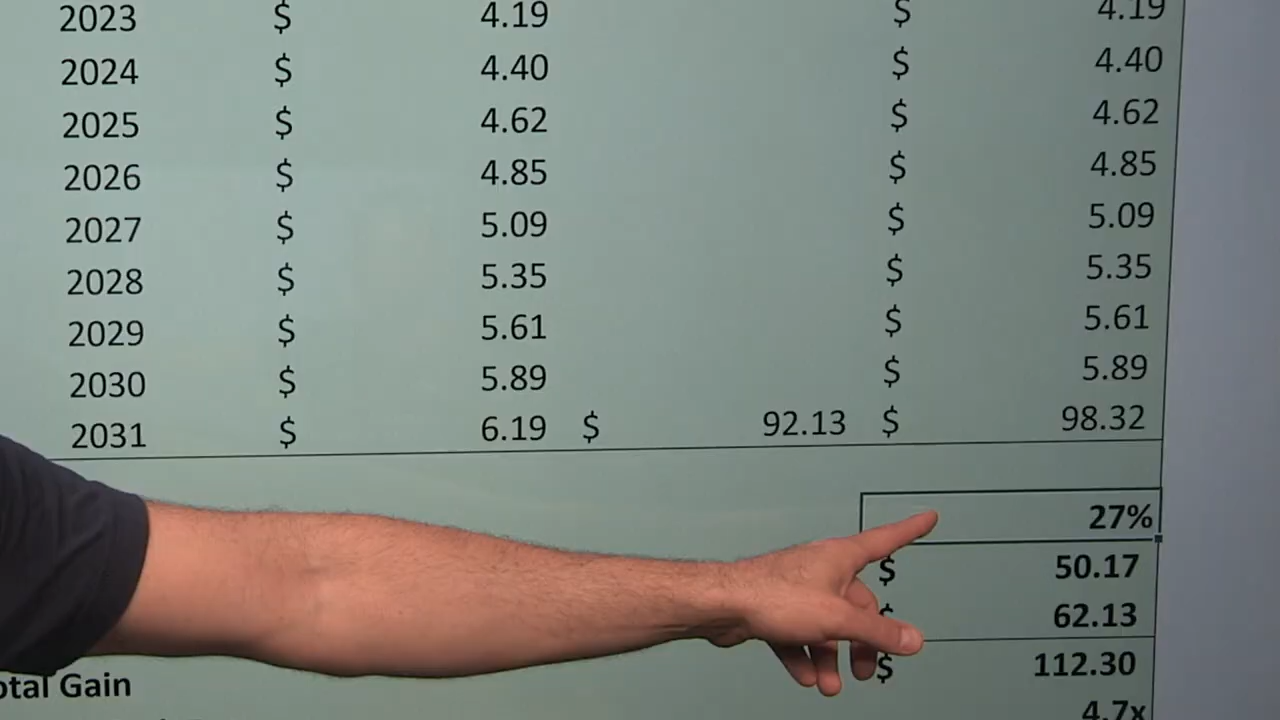 2023 $ 4.19 $ 4.19
2024 $ 4.40 $ 4.40
2025 $ 4.62 $ 4.62
2026 $ 4.85 $ 4.85
2027 $ 5.09 $ 5.09
2028 $ 5.35 $ 5.35
2029 $ 5.61 $ 5.61
2030 $ 5.89 $ 5.89
2031 $ 6.19 $ 92.13 $ 98.32
27%
$ 50.17
$ 62.13
otal Gain $ 112.30
4.7x